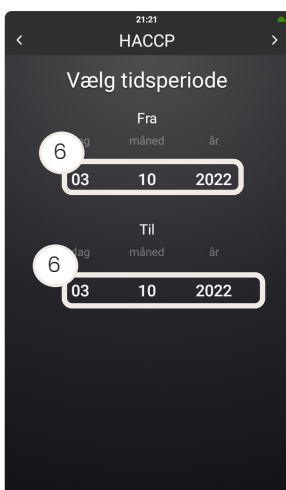 21:21
< HACCP >
Vælg tidsperiode
Fra
måned år
6
03 10 2022
Til
dag måned år
6
03 10 2022